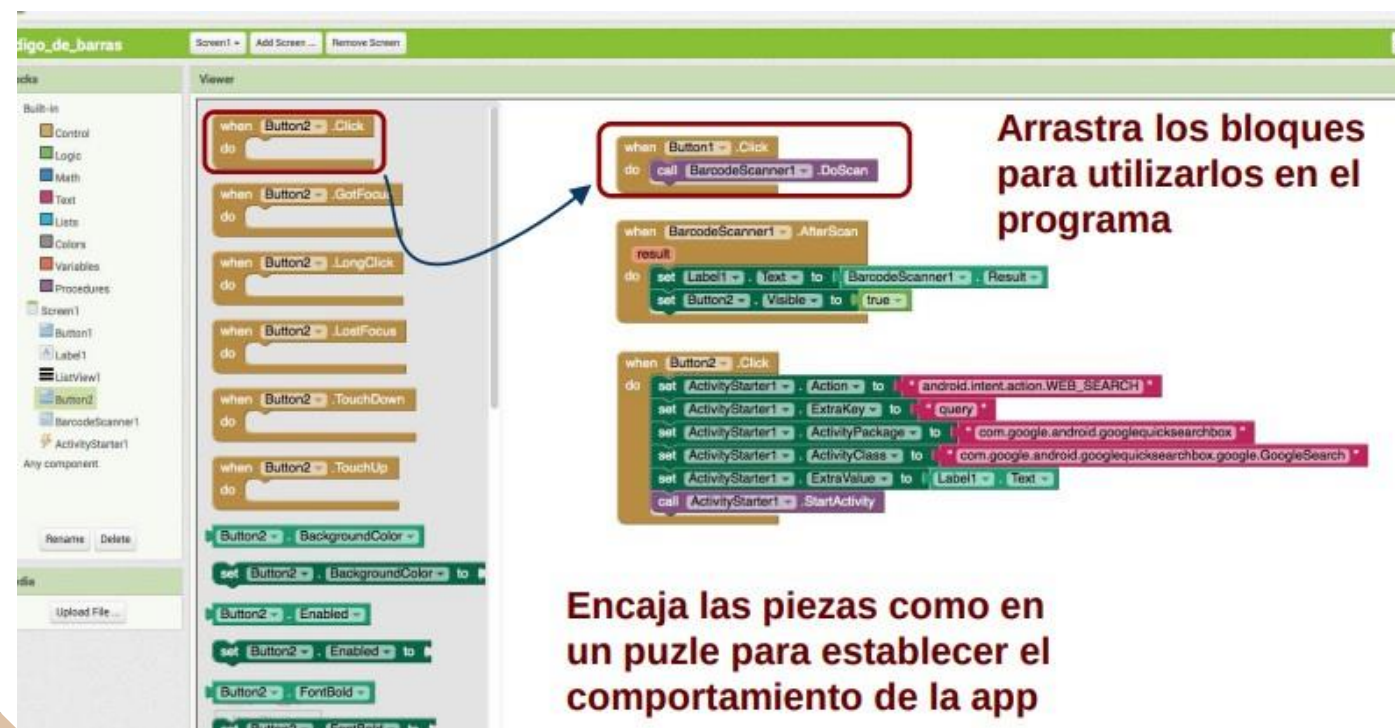 digo_de_barras
Screen1 Add Screen ... Remove Screen
Viewer
Built-in
Control
Logic
Math
Text
Lists
Colors
Variables
Procedures
Screen1
Button1
Label1
ListView1
Button2
BarcodeScanner1
ActivityStarter1
Any component
Rename Delete
Upload File ...
when Button2 .Click
do
when Button2 .GotFocus
do
when Button2 .LongClick
do
when Button2 .LostFocus
do
when Button2 .TouchDown
do
when Button2 .TouchUp
do
Button2 . BackgroundColor
set Button2 . BackgroundColor to
Button2 . Enabled
set Button2 . Enabled to
Button2 . FontBold
set Button2 . FontBold to
when Button1 .Click
do call BarcodeScanner1 .DoScan
when BarcodeScanner1 .AfterScan
result
do set Label1 . Text to BarcodeScanner1 . Result
set Button2 . Visible to true
when Button2 .Click
do set ActivityStarter1 . Action to " android.intent.action.WEB_SEARCH "
set ActivityStarter1 . ExtraKey to " query "
set ActivityStarter1 . ActivityPackage to " com.google.android.googlequicksearchbox "
set ActivityStarter1 . ActivityClass to " com.google.android.googlequicksearchbox.google.GoogleSearch "
set ActivityStarter1 . ExtraValue to Label1 . Text
call ActivityStarter1 .StartActivity
Arrastra los bloques
para utilizarlos en el
programa
Encaja las piezas como en
un puzle para establecer el
comportamiento de la app